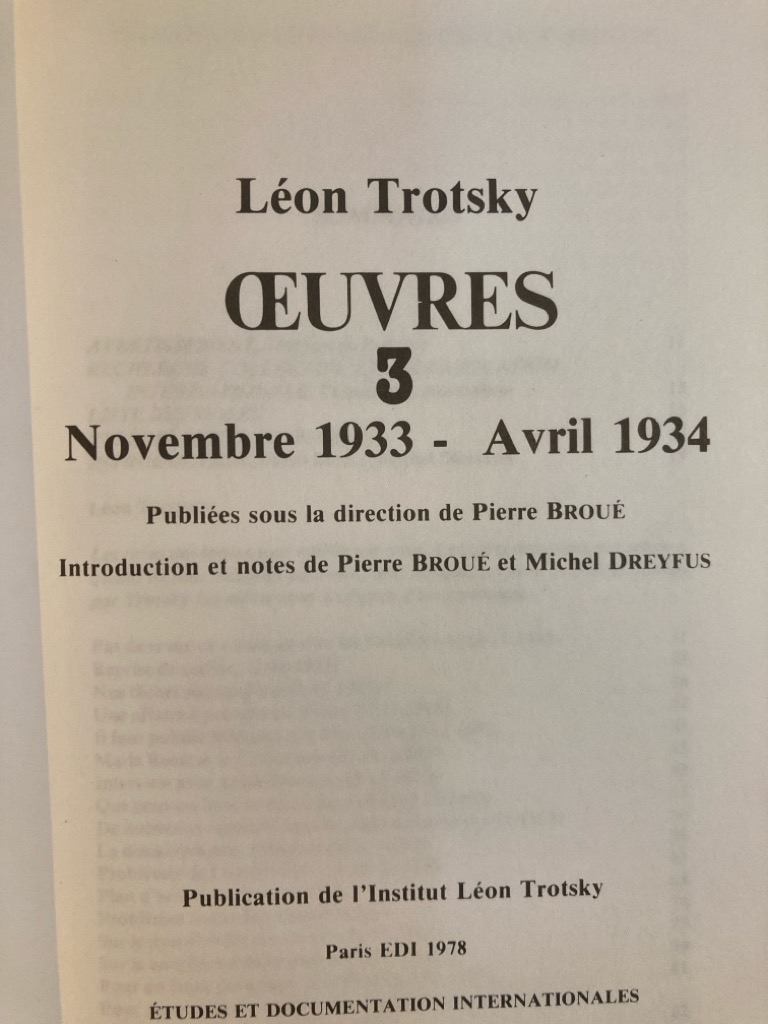 Léon Trotsky
ŒUVRES
3
Novembre 1933 - Avril 1934
Publiées sous la direction de Pierre BROUÉ
Introduction et notes de Pierre BROUÉ et Michel DREYFUS
Publication de l'Institut Léon Trotsky
Paris EDI 1978
ÉTUDES ET DOCUMENTATION INTERNATIONALES